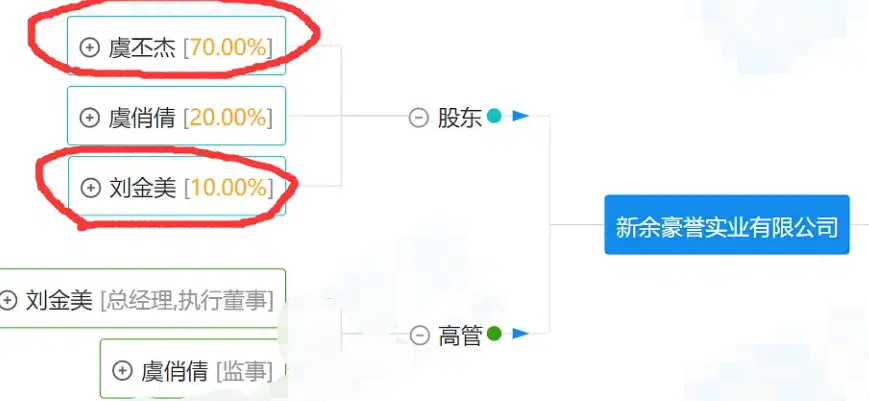 虞丕杰 [70.00%]
虞俏倩 [20.00%]
刘金美 [10.00%]
股东
新余豪誉实业有限公司
刘金美 [总经理,执行董事]
高管
虞俏倩 [监事]